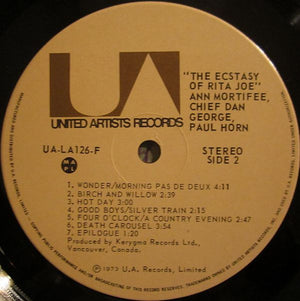 "THE ECSTASY
OF RITA JOE"
ANN MORTIFEE,
CHIEF DAN
GEORGE,
PAUL HORN
UA
UNITED ARTISTS RECORDS
UA-LA126-F
STEREO
SIDE 2
MAPL
1. WONDER/MORNING PAS DE DEUX 4:11
2. BIRCH AND WILLOW 2:39
3. HOT DAY 3:00
4. GOOD BOYS/SILVER TRAIN 2:15
5. FOUR O'CLOCK/A COUNTRY EVENING 2:47
6. DEATH CAROUSEL 3:54
7. EPILOGUE 1:20
Produced by Kerygma Records Ltd.,
Vancouver, Canada.
℗ 1973 U.A. Records, Limited